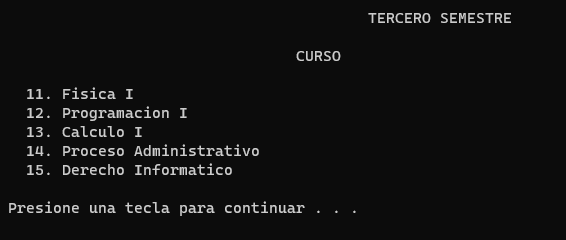 TERCERO SEMESTRE
CURSO
11. Fisica I
12. Programacion I
13. Calculo I
14. Proceso Administrativo
15. Derecho Informatico
Presione una tecla para continuar . . .